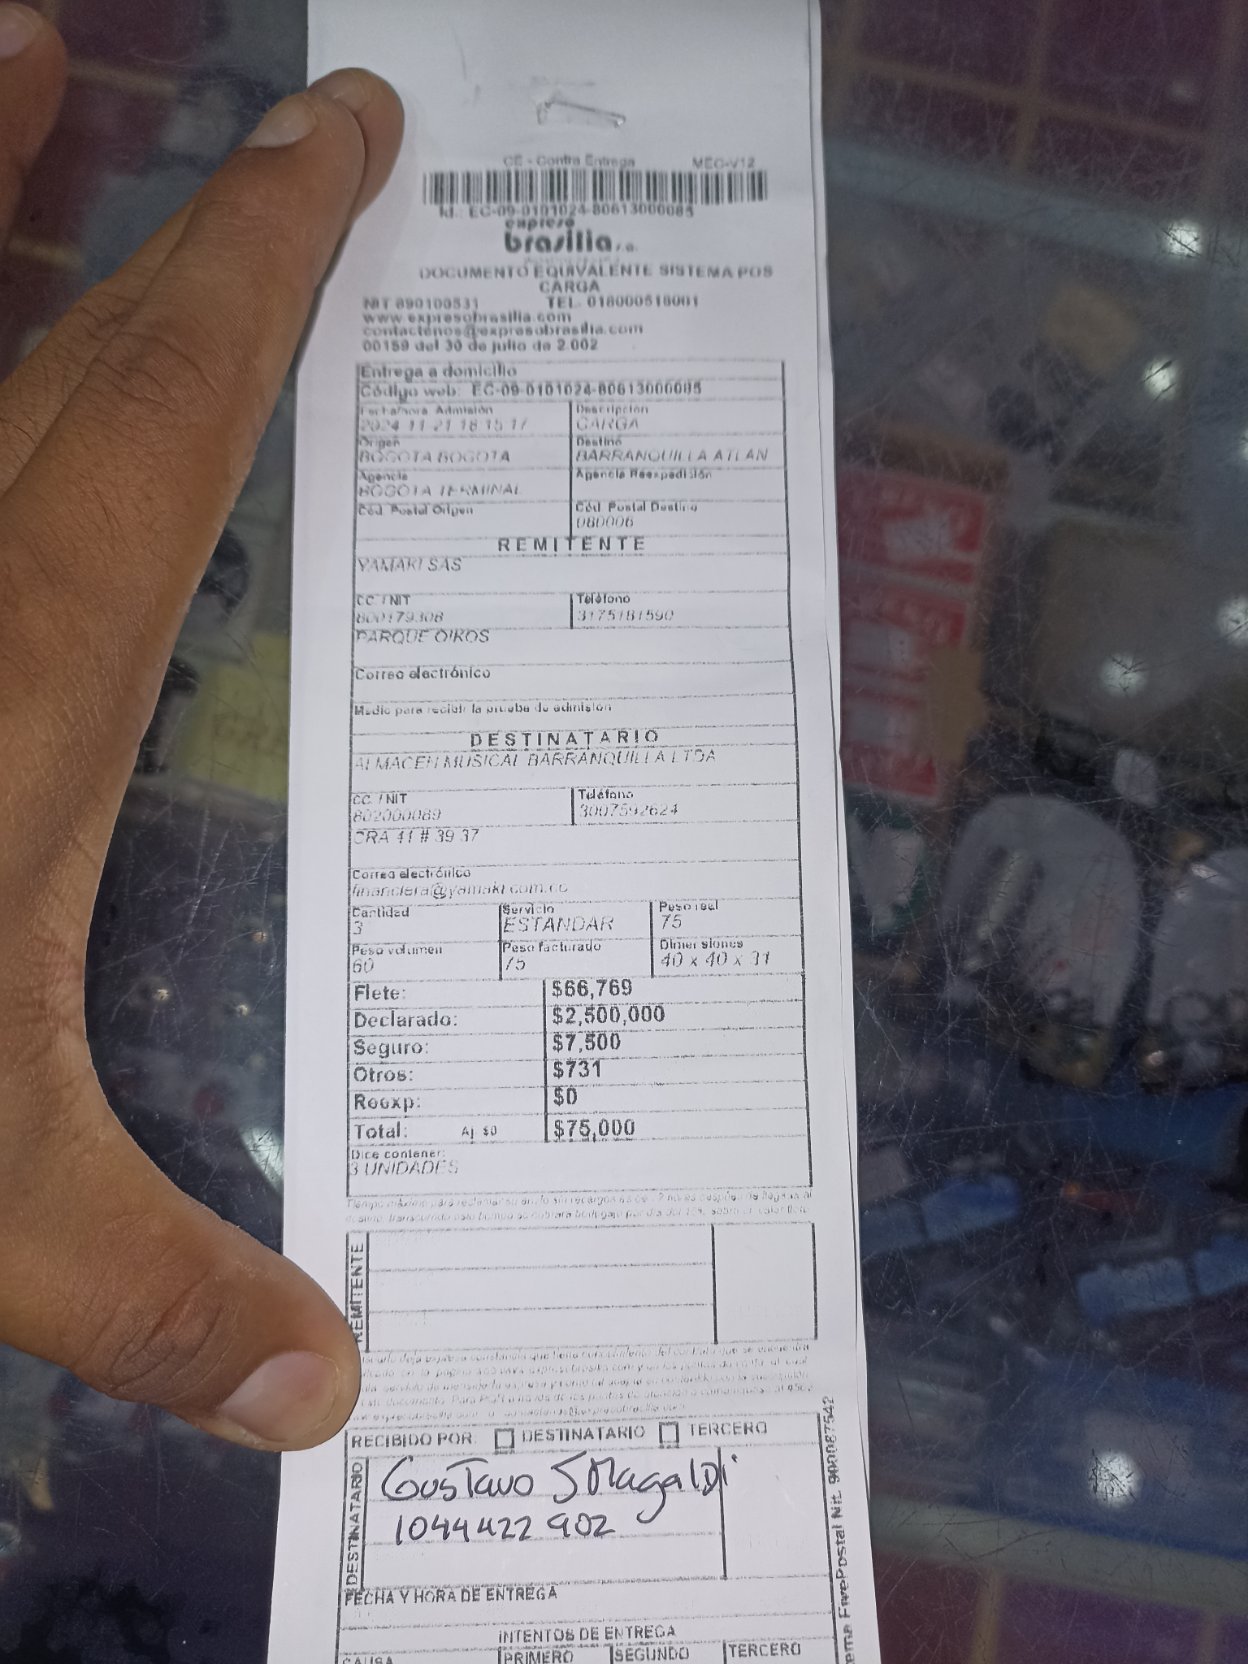 CE - Contra Entrega MEC-V12
Id.: EC-09-0101024-80613000085
expreso
brasilia s.a.
DOCUMENTO EQUIVALENTE SISTEMA POS
CARGA
NIT 890100531 TEL. 018000518001
www.expresobrasilia.com
contactenos@expresobrasilia.com
00159 del 30 de julio de 2.002
Entrega a domicilio
Código web: EC-09-0101024-80613000085
Fecha/hora Admisión Descripción
2024-11-21 18:15:17 CARGA
Origen Destino
BOGOTA BOGOTA BARRANQUILLA ATLAN
Agencia Agencia Reexpedición
BOGOTA TERMINAL
Cód. Postal Origen Cód. Postal Destino
080006
REMITENTE
YAMAKI SAS
CC / NIT Teléfono
800179308 3175181590
PARQUE OIKOS
Correo electrónico
Medio para recibir la prueba de admisión
DESTINATARIO
ALMACEN MUSICAL BARRANQUILLA LTDA
CC / NIT Teléfono
802000089 3007592624
CRA 41 # 39 37
Correo electrónico
financiera@yamaki.com.co
Cantidad Servicio Peso real
3 ESTANDAR 75
Peso volumen Peso facturado Dimensiones
60 75 40 x 40 x 31
Flete: $66,769
Declarado: $2,500,000
Seguro: $7,500
Otros: $731
Reexp: $0
Total: Aj $0 $75,000
Dice contener:
3 UNIDADES
REMITENTE
RECIBIDO POR: DESTINATARIO TERCERO
DESTINATARIO
Gustavo S Magaldi
1044422902
FECHA Y HORA DE ENTREGA
INTENTOS DE ENTREGA
CAUSA PRIMERO SEGUNDO TERCERO
FivePostal Nit. 900087542